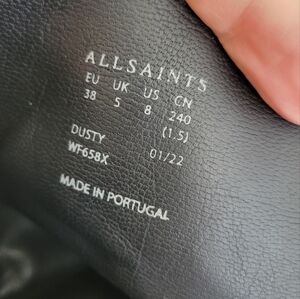 ALLSAINTS
EU UK US CN
38 5 8 240
(1.5)
DUSTY 01/22
WF658X
MADE IN PORTUGAL